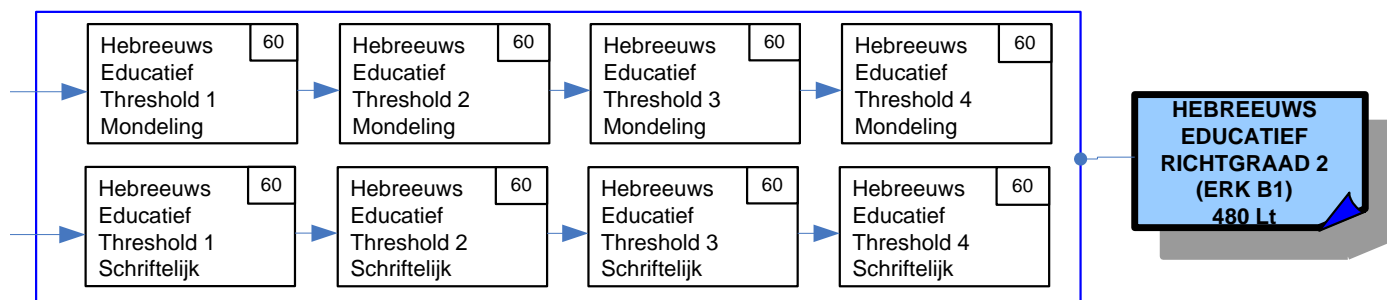 Hebreeuws 60
Educatief
Threshold 1
Mondeling
Hebreeuws 60
Educatief
Threshold 2
Mondeling
Hebreeuws 60
Educatief
Threshold 3
Mondeling
Hebreeuws 60
Educatief
Threshold 4
Mondeling
Hebreeuws 60
Educatief
Threshold 1
Schriftelijk
Hebreeuws 60
Educatief
Threshold 2
Schriftelijk
Hebreeuws 60
Educatief
Threshold 3
Schriftelijk
Hebreeuws 60
Educatief
Threshold 4
Schriftelijk
HEBREEUWS
EDUCATIEF
RICHTGRAAD 2
(ERK B1)
480 Lt